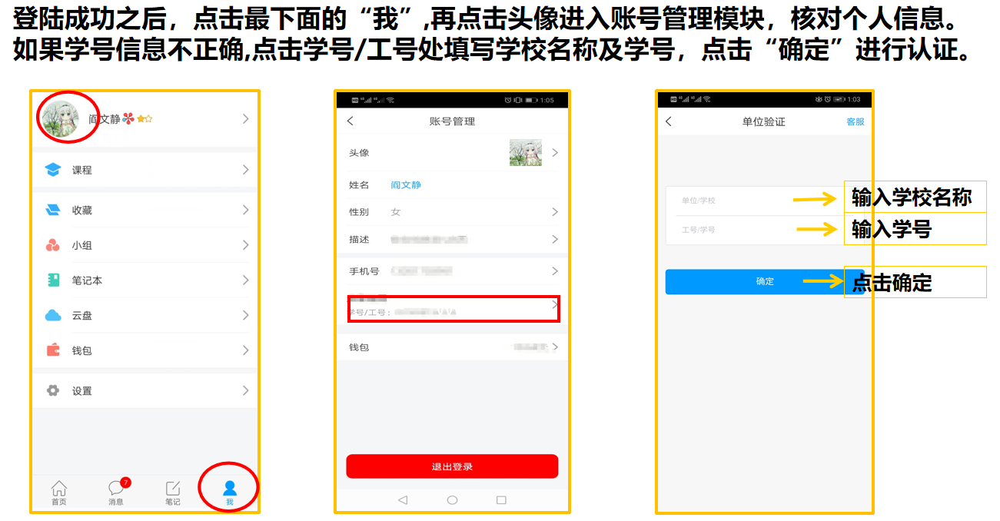 登陆成功之后，点击最下面的“我”,再点击头像进入账号管理模块，核对个人信息。
如果学号信息不正确,点击学号/工号处填写学校名称及学号，点击“确定”进行认证。
阎文静
课程
收藏
小组
笔记本
云盘
钱包
设置
7
首页
消息
笔记
我
1:05
账号管理
头像
姓名 阎文静
性别 女
描述
手机号
学号/工号：
钱包
退出登录
1:03
单位验证 客服
单位/学校
输入学校名称
工号/学号
输入学号
确定
点击确定